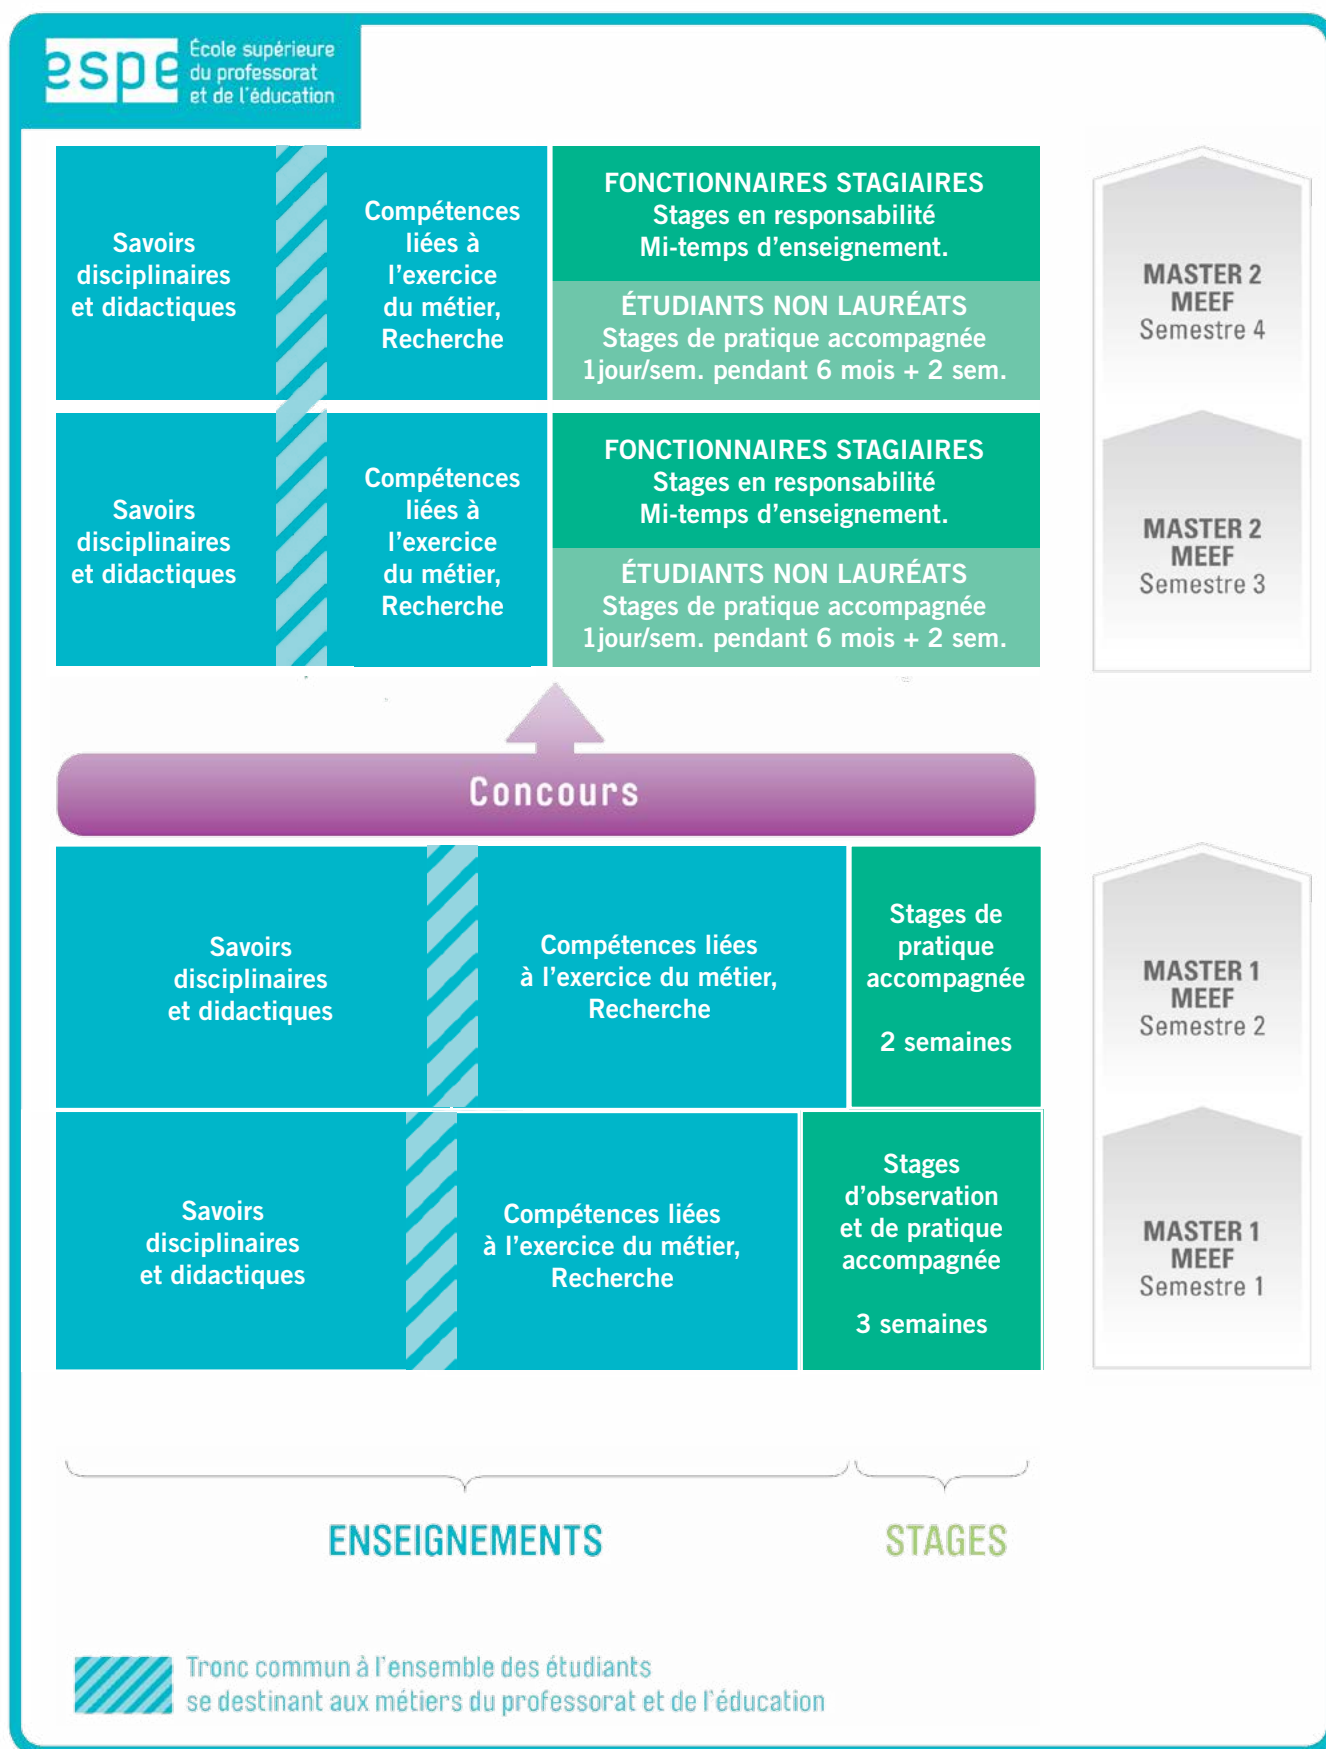 espe
École supérieure
du professorat
et de l'éducation
Savoirs
disciplinaires
et didactiques
Compétences
liées à
l'exercice
du métier,
Recherche
FONCTIONNAIRES STAGIAIRES
Stages en responsabilité
Mi-temps d'enseignement.
ÉTUDIANTS NON LAURÉATS
Stages de pratique accompagnée
1jour/sem. pendant 6 mois + 2 sem.
MASTER 2
MEEF
Semestre 4
Savoirs
disciplinaires
et didactiques
Compétences
liées à
l'exercice
du métier,
Recherche
FONCTIONNAIRES STAGIAIRES
Stages en responsabilité
Mi-temps d'enseignement.
ÉTUDIANTS NON LAURÉATS
Stages de pratique accompagnée
1jour/sem. pendant 6 mois + 2 sem.
MASTER 2
MEEF
Semestre 3
Concours
Savoirs
disciplinaires
et didactiques
Compétences liées
à l'exercice du métier,
Recherche
Stages de
pratique
accompagnée
2 semaines
MASTER 1
MEEF
Semestre 2
Savoirs
disciplinaires
et didactiques
Compétences liées
à l'exercice du métier,
Recherche
Stages
d'observation
et de pratique
accompagnée
3 semaines
MASTER 1
MEEF
Semestre 1
ENSEIGNEMENTS
STAGES
Tronc commun à l'ensemble des étudiants
se destinant aux métiers du professorat et de l'éducation